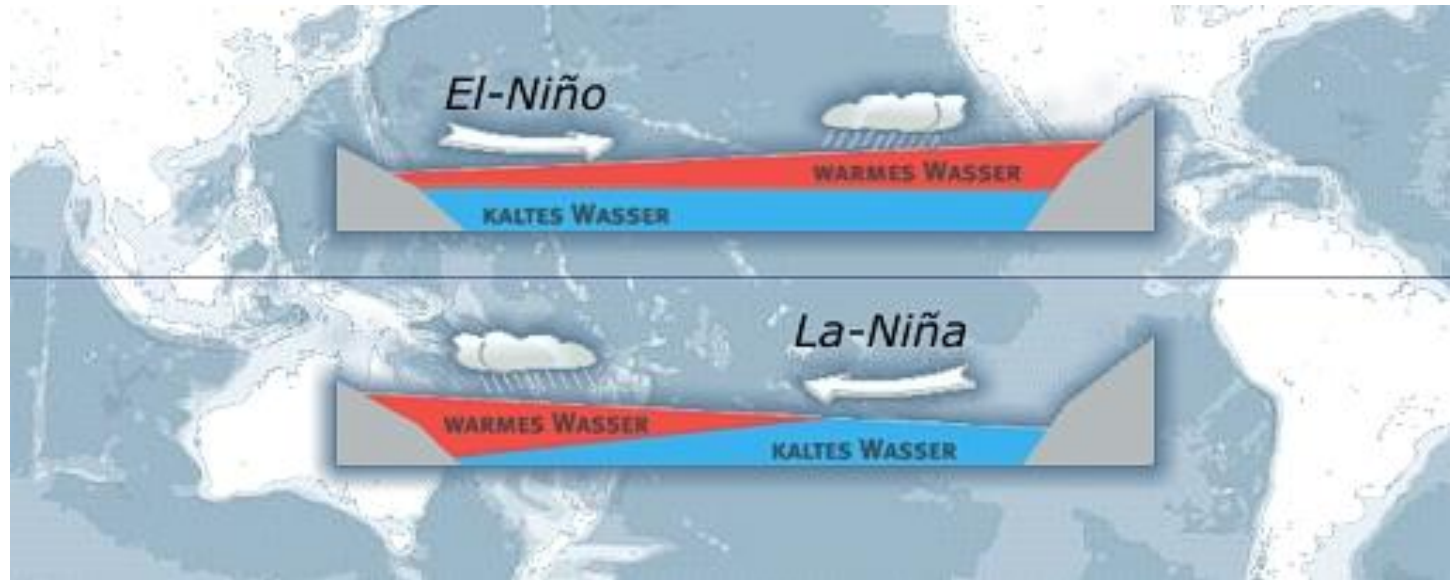 El-Niño
WARMES WASSER
KALTES WASSER
La-Niña
WARMES WASSER
KALTES WASSER